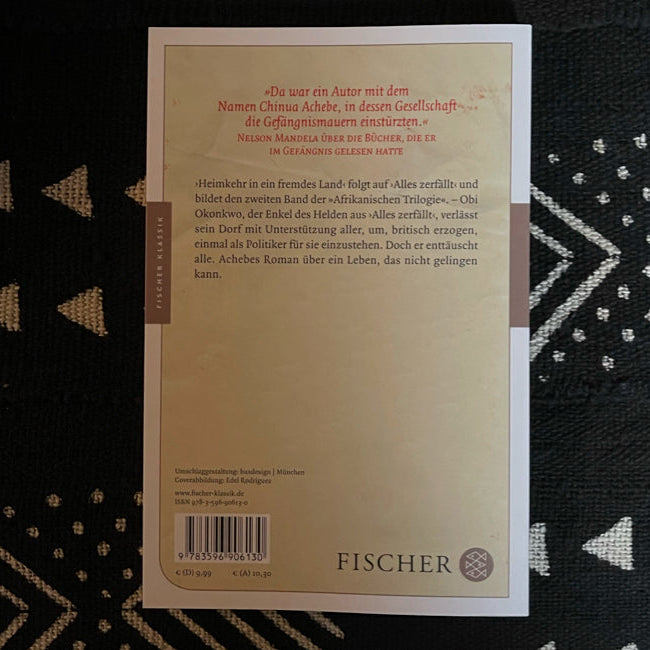 »Da war ein Autor mit dem
Namen Chinua Achebe, in dessen Gesellschaft
die Gefängnismauern einstürzten.«
NELSON MANDELA ÜBER DIE BÜCHER, DIE ER
IM GEFÄNGNIS GELESEN HATTE
›Heimkehr in ein fremdes Land‹ folgt auf ›Alles zerfällt‹ und
bildet den zweiten Band der »Afrikanischen Trilogie«. – Obi
Okonkwo, der Enkel des Helden aus ›Alles zerfällt‹, verlässt
sein Dorf mit Unterstützung aller, um, britisch erzogen,
einmal als Politiker für sie einzustehen. Doch er enttäuscht
alle. Achebes Roman über ein Leben, das nicht gelingen
kann.
FISCHER KLASSIK
Umschlaggestaltung: bausdesign | München
Coverabbildung: Edel Rodriguez
www.fischer-klassik.de
ISBN 978-3-596-90613-0
9 783596 906130
€ (D) 9,99 € (A) 10,30
FISCHER